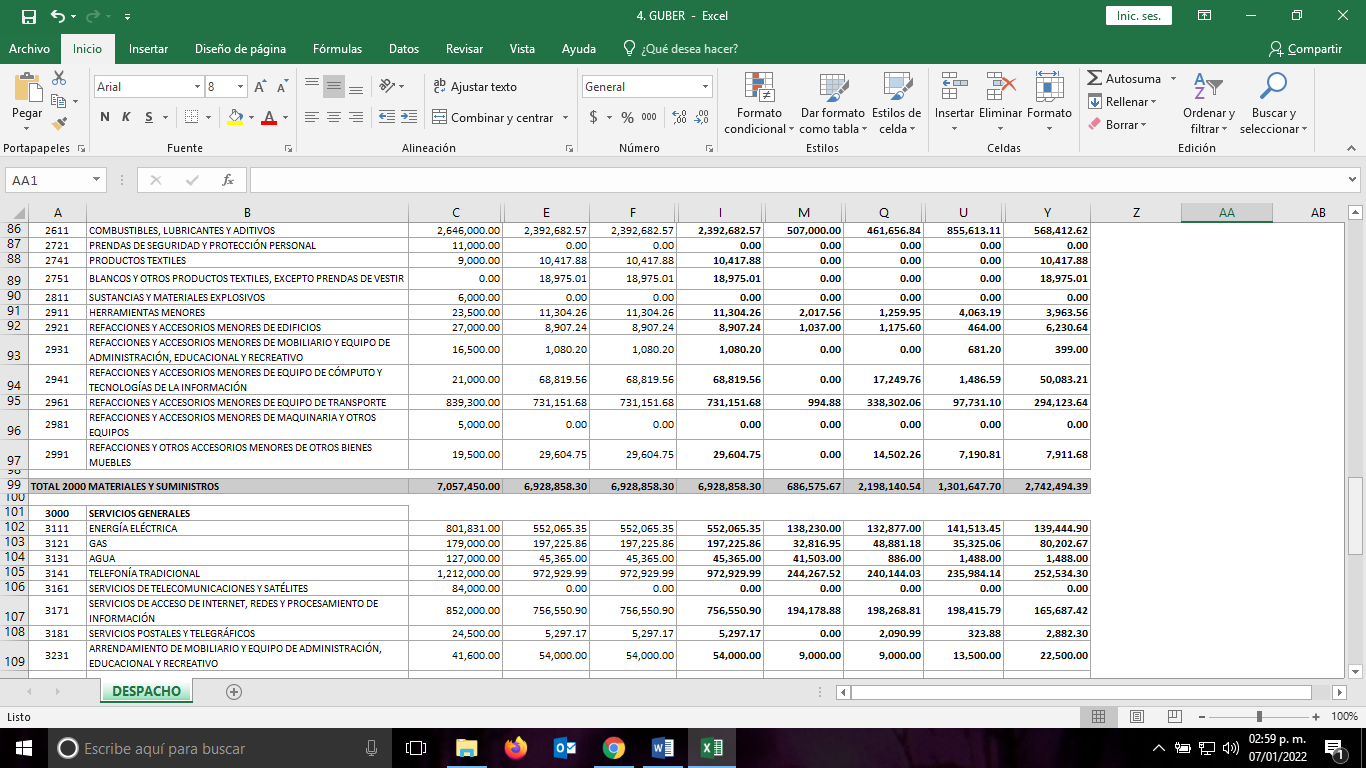 4. GUBER - Excel
Inic. ses.
Archivo Inicio Insertar Diseño de página Fórmulas Datos Revisar Vista Ayuda ¿Qué desea hacer? Compartir
Pegar
Portapapeles
Arial 8
N K S
Fuente
Ajustar texto
Combinar y centrar
Alineación
General
$ % 000
Número
Formato condicional
Dar formato como tabla
Estilos de celda
Estilos
Insertar Eliminar Formato
Celdas
Autosuma
Rellenar
Borrar
Ordenar y filtrar
Buscar y seleccionar
Edición
AA1 fx
A B C E F I M Q U Y Z AA AB
86 2611 COMBUSTIBLES, LUBRICANTES Y ADITIVOS 2,646,000.00 2,392,682.57 2,392,682.57 2,392,682.57 507,000.00 461,656.84 855,613.11 568,412.62
87 2721 PRENDAS DE SEGURIDAD Y PROTECCIÓN PERSONAL 11,000.00 0.00 0.00 0.00 0.00 0.00 0.00 0.00
88 2741 PRODUCTOS TEXTILES 9,000.00 10,417.88 10,417.88 10,417.88 0.00 0.00 0.00 10,417.88
89 2751 BLANCOS Y OTROS PRODUCTOS TEXTILES, EXCEPTO PRENDAS DE VESTIR 0.00 18,975.01 18,975.01 18,975.01 0.00 0.00 0.00 18,975.01
90 2811 SUSTANCIAS Y MATERIALES EXPLOSIVOS 6,000.00 0.00 0.00 0.00 0.00 0.00 0.00 0.00
91 2911 HERRAMIENTAS MENORES 23,500.00 11,304.26 11,304.26 11,304.26 2,017.56 1,259.95 4,063.19 3,963.56
92 2921 REFACCIONES Y ACCESORIOS MENORES DE EDIFICIOS 27,000.00 8,907.24 8,907.24 8,907.24 1,037.00 1,175.60 464.00 6,230.64
93 2931 REFACCIONES Y ACCESORIOS MENORES DE MOBILIARIO Y EQUIPO DE
ADMINISTRACIÓN, EDUCACIONAL Y RECREATIVO 16,500.00 1,080.20 1,080.20 1,080.20 0.00 0.00 681.20 399.00
94 2941 REFACCIONES Y ACCESORIOS MENORES DE EQUIPO DE CÓMPUTO Y
TECNOLOGÍAS DE LA INFORMACIÓN 21,000.00 68,819.56 68,819.56 68,819.56 0.00 17,249.76 1,486.59 50,083.21
95 2961 REFACCIONES Y ACCESORIOS MENORES DE EQUIPO DE TRANSPORTE 839,300.00 731,151.68 731,151.68 731,151.68 994.88 338,302.06 97,731.10 294,123.64
96 2981 REFACCIONES Y ACCESORIOS MENORES DE MAQUINARIA Y OTROS
EQUIPOS 5,000.00 0.00 0.00 0.00 0.00 0.00 0.00 0.00
97 2991 REFACCIONES Y OTROS ACCESORIOS MENORES DE OTROS BIENES
MUEBLES 19,500.00 29,604.75 29,604.75 29,604.75 0.00 14,502.26 7,190.81 7,911.68
98
99 TOTAL 2000 MATERIALES Y SUMINISTROS 7,057,450.00 6,928,858.30 6,928,858.30 6,928,858.30 686,575.67 2,198,140.54 1,301,647.70 2,742,494.39
100
101 3000 SERVICIOS GENERALES
102 3111 ENERGÍA ELÉCTRICA 801,831.00 552,065.35 552,065.35 552,065.35 138,230.00 132,877.00 141,513.45 139,444.90
103 3121 GAS 179,000.00 197,225.86 197,225.86 197,225.86 32,816.95 48,881.18 35,325.06 80,202.67
104 3131 AGUA 127,000.00 45,365.00 45,365.00 45,365.00 41,503.00 886.00 1,488.00 1,488.00
105 3141 TELEFONÍA TRADICIONAL 1,212,000.00 972,929.99 972,929.99 972,929.99 244,267.52 240,144.03 235,984.14 252,534.30
106 3161 SERVICIOS DE TELECOMUNICACIONES Y SATÉLITES 84,000.00 0.00 0.00 0.00 0.00 0.00 0.00 0.00
107 3171 SERVICIOS DE ACCESO DE INTERNET, REDES Y PROCESAMIENTO DE
INFORMACIÓN 852,000.00 756,550.90 756,550.90 756,550.90 194,178.88 198,268.81 198,415.79 165,687.42
108 3181 SERVICIOS POSTALES Y TELEGRÁFICOS 24,500.00 5,297.17 5,297.17 5,297.17 0.00 2,090.99 323.88 2,882.30
109 3231 ARRENDAMIENTO DE MOBILIARIO Y EQUIPO DE ADMINISTRACIÓN,
EDUCACIONAL Y RECREATIVO 41,600.00 54,000.00 54,000.00 54,000.00 9,000.00 9,000.00 13,500.00 22,500.00
DESPACHO
Listo 100%
Escribe aquí para buscar
02:59 p. m.
07/01/2022
1